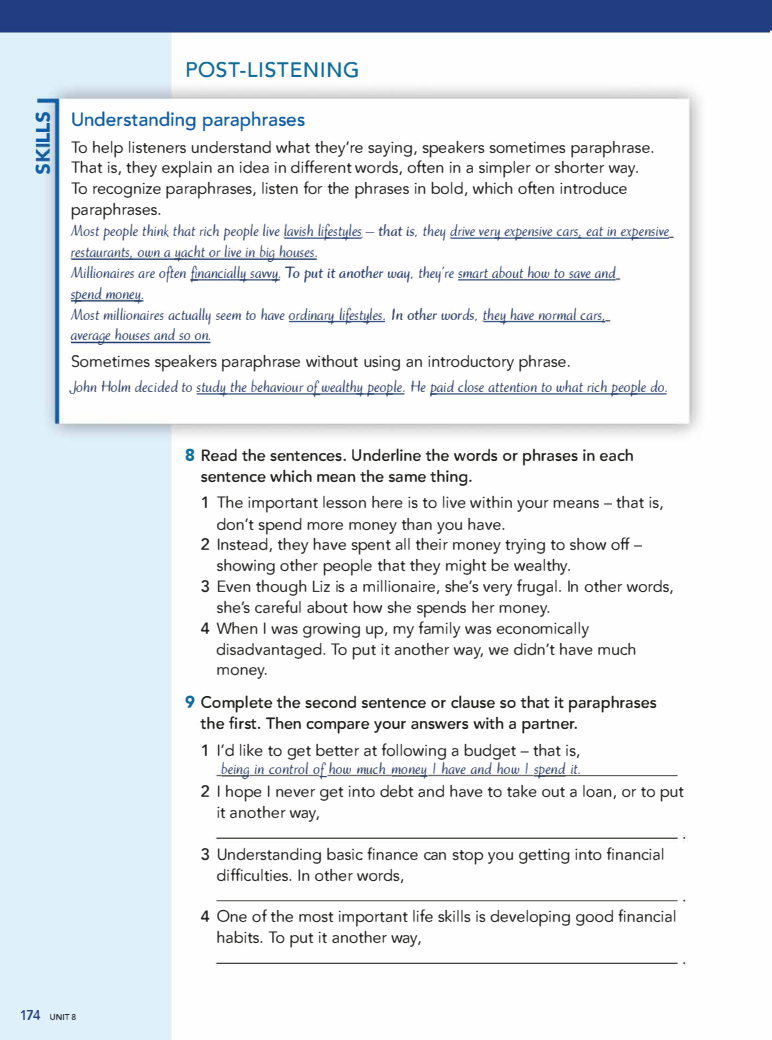 POST-LISTENING
SKILLS
Understanding paraphrases
To help listeners understand what they're saying, speakers sometimes paraphrase.
That is, they explain an idea in different words, often in a simpler or shorter way.
To recognize paraphrases, listen for the phrases in bold, which often introduce
paraphrases.
Most people think that rich people live lavish lifestyles – that is, they drive very expensive cars, eat in expensive
restaurants, own a yacht or live in big houses.
Millionaires are often financially savvy. To put it another way, they're smart about how to save and
spend money.
Most millionaires actually seem to have ordinary lifestyles. In other words, they have normal cars,
average houses and so on.
Sometimes speakers paraphrase without using an introductory phrase.
John Holm decided to study the behaviour of wealthy people. He paid close attention to what rich people do.
8 Read the sentences. Underline the words or phrases in each
sentence which mean the same thing.
1 The important lesson here is to live within your means – that is,
don't spend more money than you have.
2 Instead, they have spent all their money trying to show off –
showing other people that they might be wealthy.
3 Even though Liz is a millionaire, she's very frugal. In other words,
she's careful about how she spends her money.
4 When I was growing up, my family was economically
disadvantaged. To put it another way, we didn't have much
money.
9 Complete the second sentence or clause so that it paraphrases
the first. Then compare your answers with a partner.
1 I'd like to get better at following a budget – that is,
being in control of how much money I have and how I spend it.
2 I hope I never get into debt and have to take out a loan, or to put
it another way,
.
3 Understanding basic finance can stop you getting into financial
difficulties. In other words,
.
4 One of the most important life skills is developing good financial
habits. To put it another way,
.
174 UNIT 8